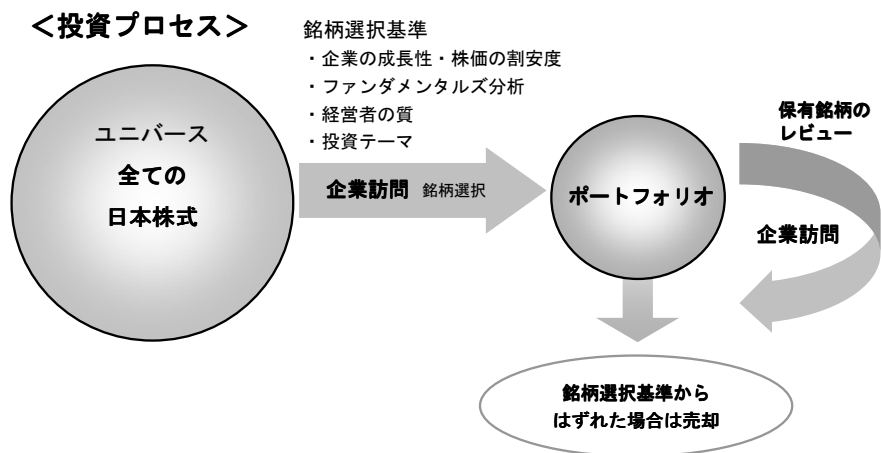 ＜投資プロセス＞
銘柄選択基準
・企業の成長性・株価の割安度
・ファンダメンタルズ分析
・経営者の質
・投資テーマ
ユニバース
全ての
日本株式
企業訪問 銘柄選択
ポートフォリオ
保有銘柄の
レビュー
企業訪問
銘柄選択基準から
はずれた場合は売却